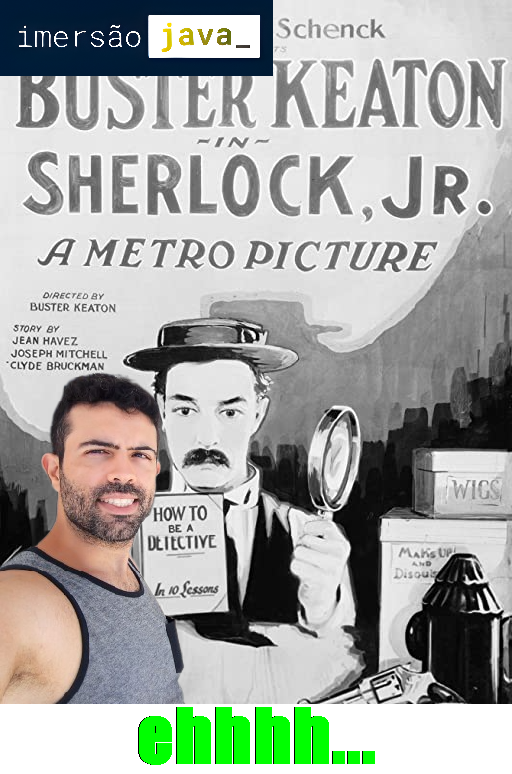 imersão java_
Schenck
BUSTER KEATON
~IN~
SHERLOCK, JR.
A METRO PICTURE
DIRECTED BY
BUSTER KEATON
STORY BY
JEAN HAVEZ
JOSEPH MITCHELL
CLYDE BRUCKMAN
HOW TO
BE A
DETECTIVE
In 10 Lessons
WIGS
MAKE UP
AND
ehhhh...